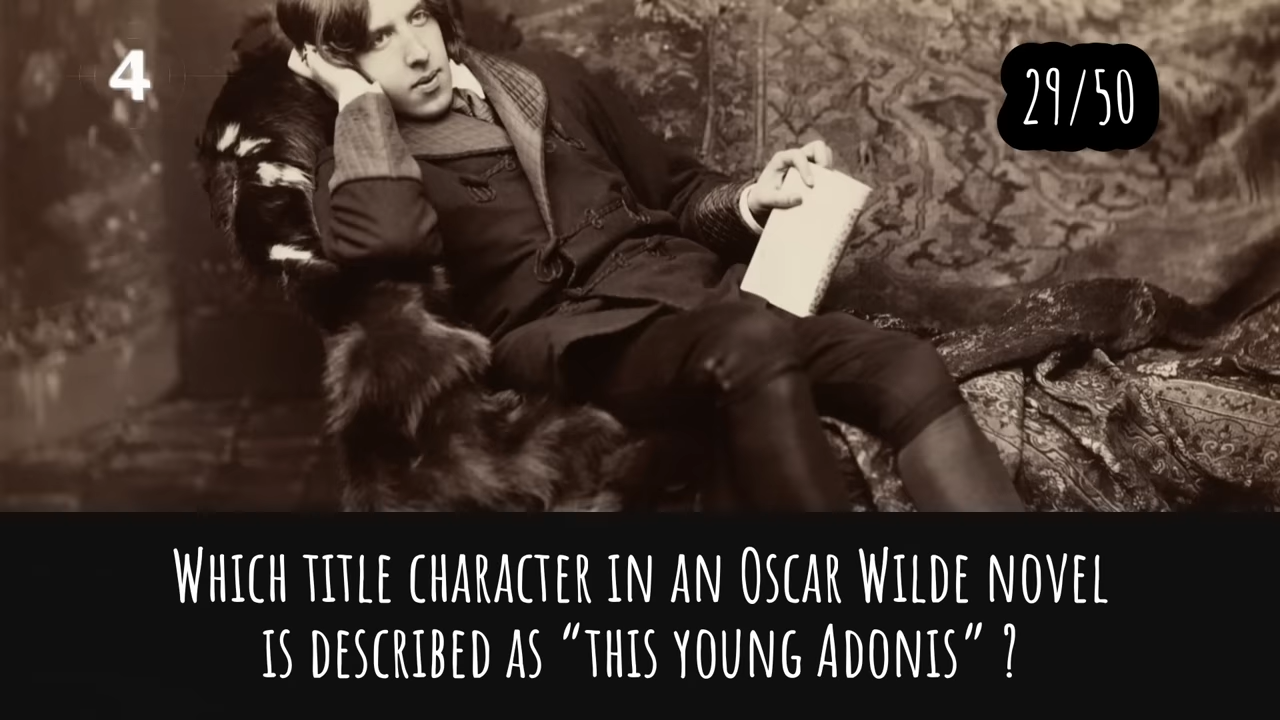 4
29/50
Which title character in an Oscar Wilde novel
is described as “this young Adonis” ?